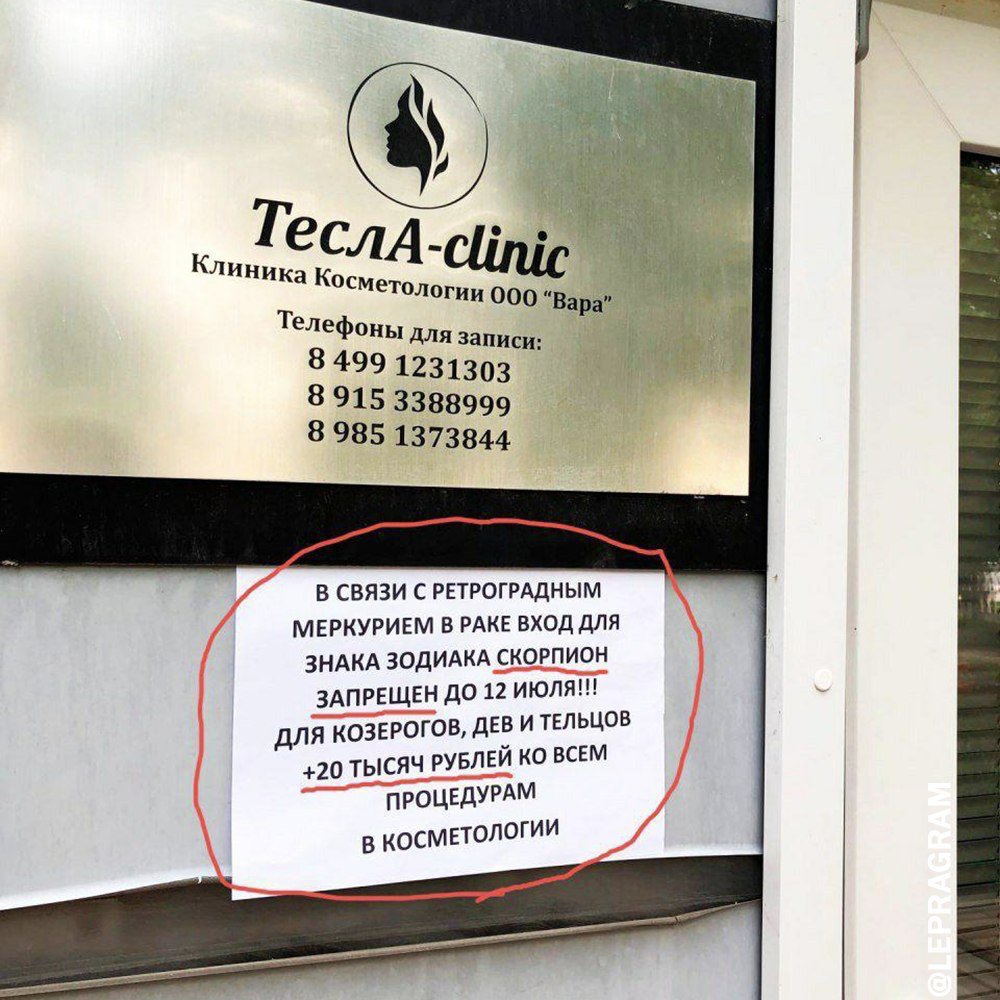 ТеслА-clinic
Клиника Косметологии ООО "Вара"
Телефоны для записи:
8 499 1231303
8 915 3388999
8 985 1373844
В СВЯЗИ С РЕТРОГРАДНЫМ
МЕРКУРИЕМ В РАКЕ ВХОД ДЛЯ
ЗНАКА ЗОДИАКА СКОРПИОН
ЗАПРЕЩЕН ДО 12 ИЮЛЯ!!!
ДЛЯ КОЗЕРОГОВ, ДЕВ И ТЕЛЬЦОВ
+20 ТЫСЯЧ РУБЛЕЙ КО ВСЕМ
ПРОЦЕДУРАМ
В КОСМЕТОЛОГИИ
@LEPRAGRAM